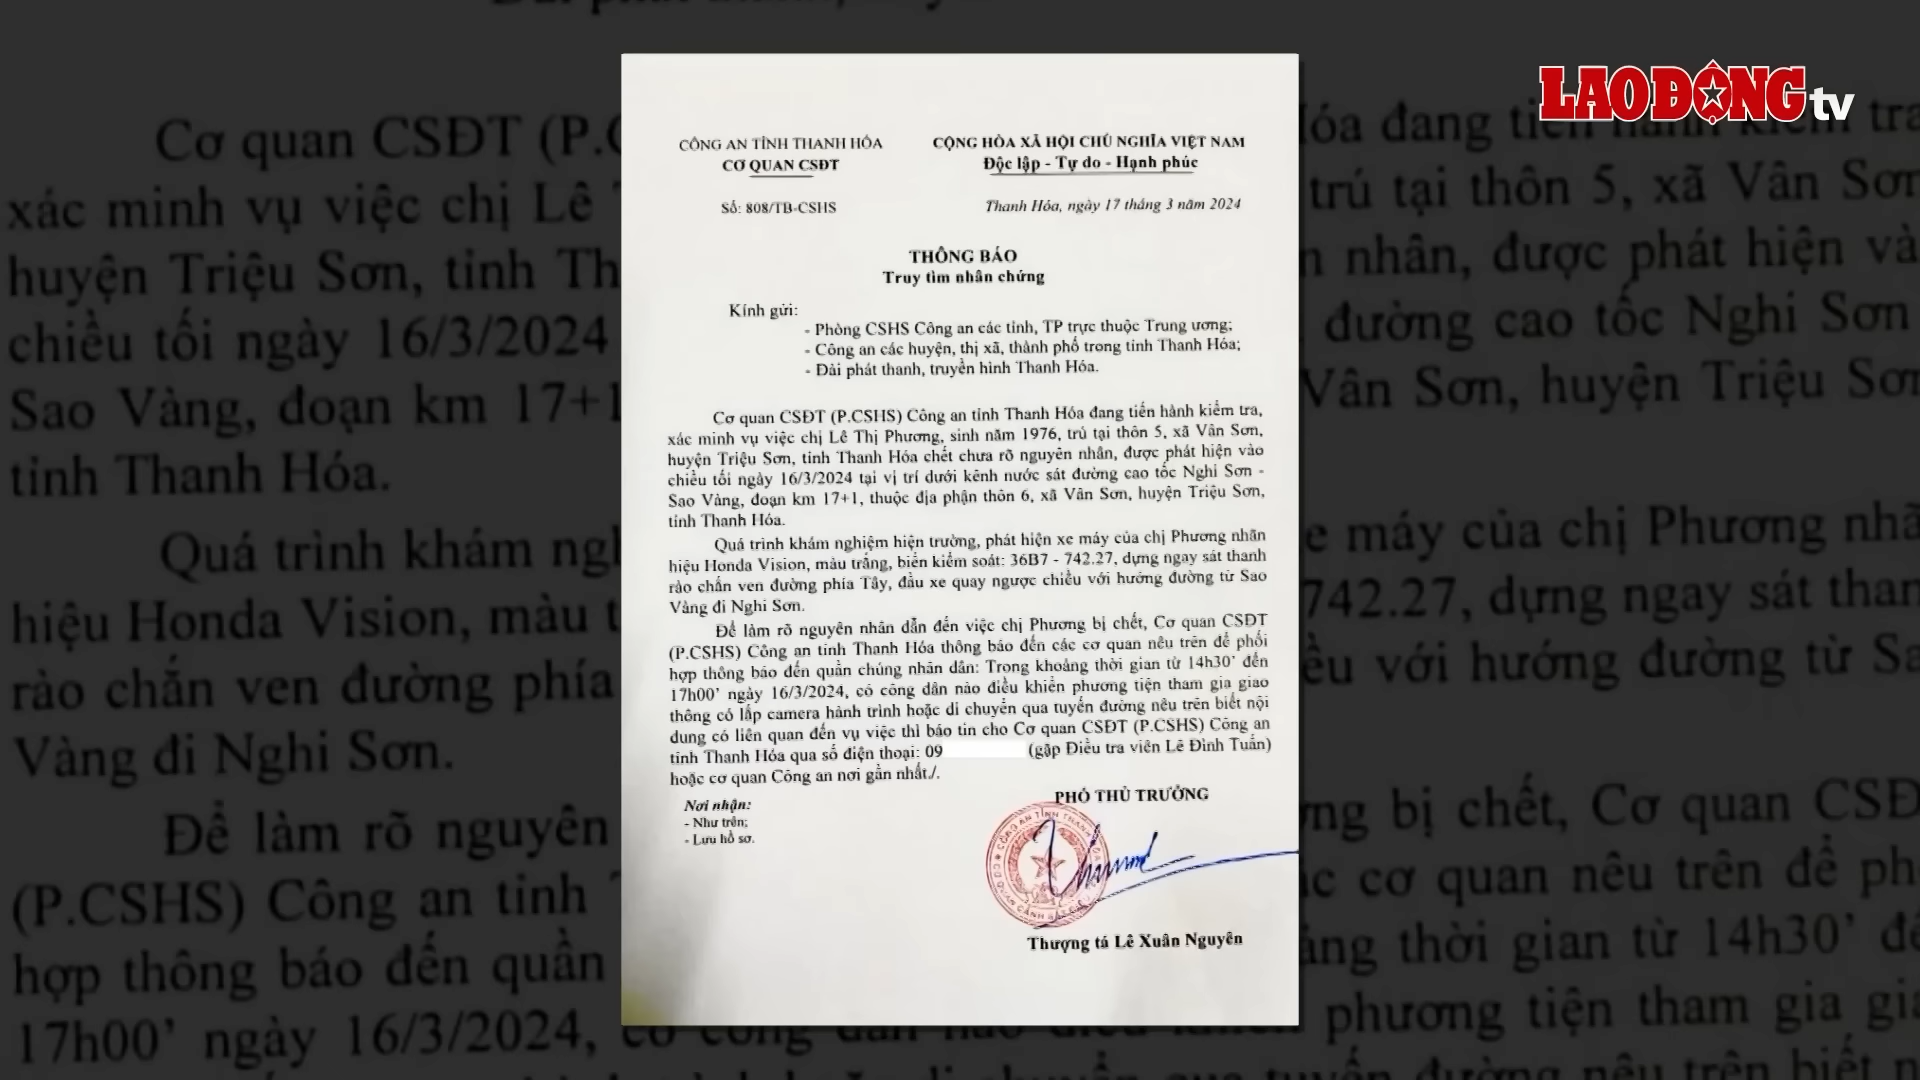 LAO ĐỘNG tv
CÔNG AN TỈNH THANH HÓA
CƠ QUAN CSĐT
CỘNG HÒA XÃ HỘI CHỦ NGHĨA VIỆT NAM
Độc lập - Tự do - Hạnh phúc
Số: 808/TB-CSHS
Thanh Hóa, ngày 17 tháng 3 năm 2024
THÔNG BÁO
Truy tìm nhân chứng
Kính gửi:
- Phòng CSHS Công an các tỉnh, TP trực thuộc Trung ương;
- Công an các huyện, thị xã, thành phố trong tỉnh Thanh Hóa;
- Đài phát thanh, truyền hình Thanh Hóa.
Cơ quan CSĐT (P.CSHS) Công an tỉnh Thanh Hóa đang tiến hành kiểm tra,
xác minh vụ việc chị Lê Thị Phương, sinh năm 1976, trú tại thôn 5, xã Vân Sơn,
huyện Triệu Sơn, tỉnh Thanh Hóa chết chưa rõ nguyên nhân, được phát hiện vào
chiều tối ngày 16/3/2024 tại vị trí dưới kênh nước sát đường cao tốc Nghi Sơn -
Sao Vàng, đoạn km 17+1, thuộc địa phận thôn 6, xã Vân Sơn, huyện Triệu Sơn,
tỉnh Thanh Hóa.
Quá trình khám nghiệm hiện trường, phát hiện xe máy của chị Phương nhãn
hiệu Honda Vision, màu trắng, biển kiểm soát: 36B7 - 742.27, dựng ngay sát thanh
rào chắn ven đường phía Tây, đầu xe quay ngược chiều với hướng đường từ Sao
Vàng đi Nghi Sơn.
Để làm rõ nguyên nhân dẫn đến việc chị Phương bị chết, Cơ quan CSĐT
(P.CSHS) Công an tỉnh Thanh Hóa thông báo đến các cơ quan nêu trên để phối
hợp thông báo đến quần chúng nhân dân: Trong khoảng thời gian từ 14h30’ đến
17h00’ ngày 16/3/2024, có công dân nào điều khiển phương tiện tham gia giao
thông có lắp camera hành trình hoặc di chuyển qua tuyến đường nêu trên biết nội
dung có liên quan đến vụ việc thì báo tin cho Cơ quan CSĐT (P.CSHS) Công an
tỉnh Thanh Hóa qua số điện thoại: 09 (gặp Điều tra viên Lê Đình Tuấn)
hoặc cơ quan Công an nơi gần nhất./.
Nơi nhận:
- Như trên;
- Lưu hồ sơ.
PHÓ THỦ TRƯỞNG
Thượng tá Lê Xuân Nguyên